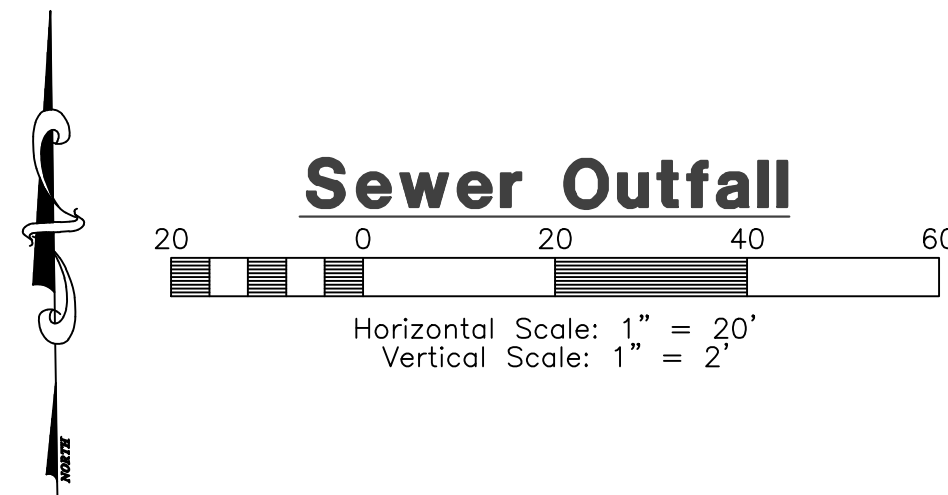 Sewer Outfall
20 0 20 40 60
Horizontal Scale: 1" = 20'
Vertical Scale: 1" = 2'
NORTH